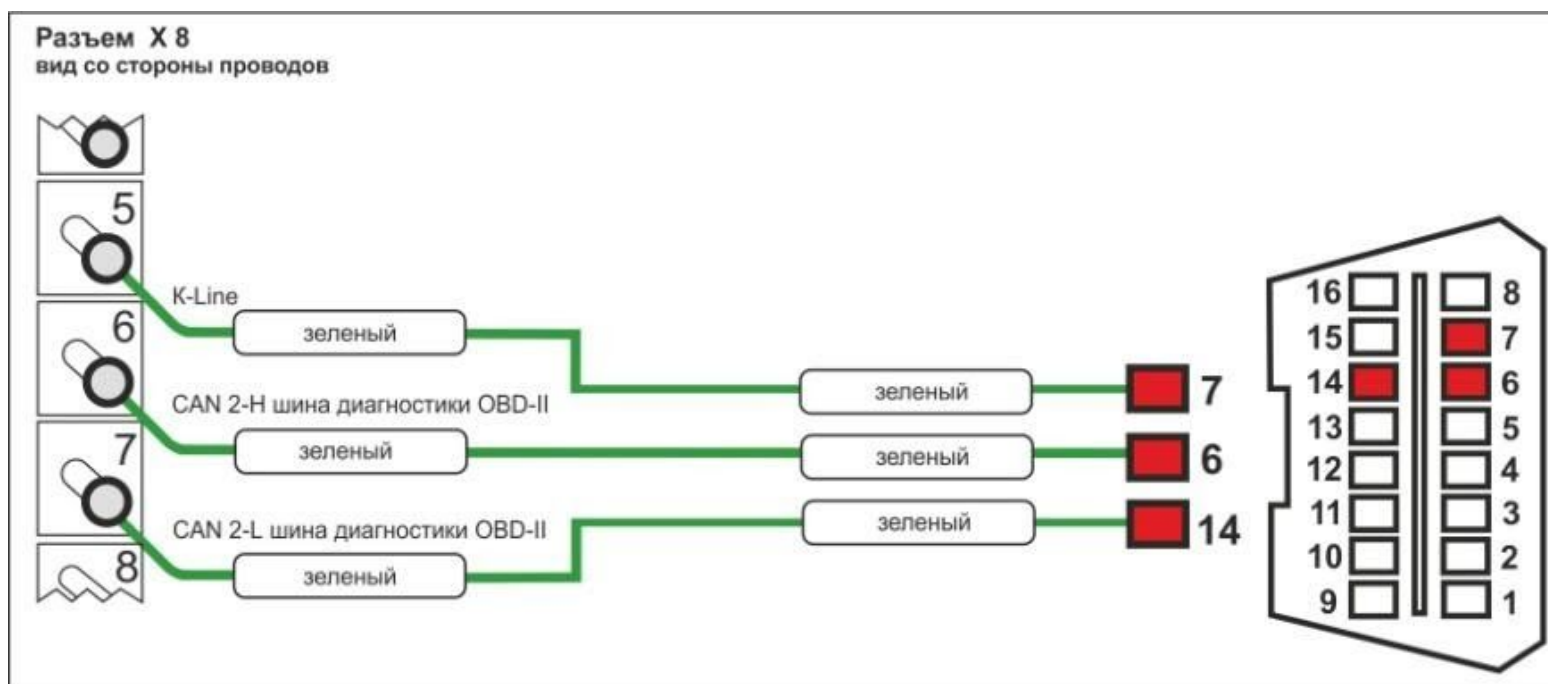 Разъем X 8
вид со стороны проводов
5
K-Line
зеленый
зеленый
7
6
CAN 2-H шина диагностики OBD-II
зеленый
зеленый
6
7
CAN 2-L шина диагностики OBD-II
зеленый
зеленый
14
8
16 8
15 7
14 6
13 5
12 4
11 3
10 2
9 1